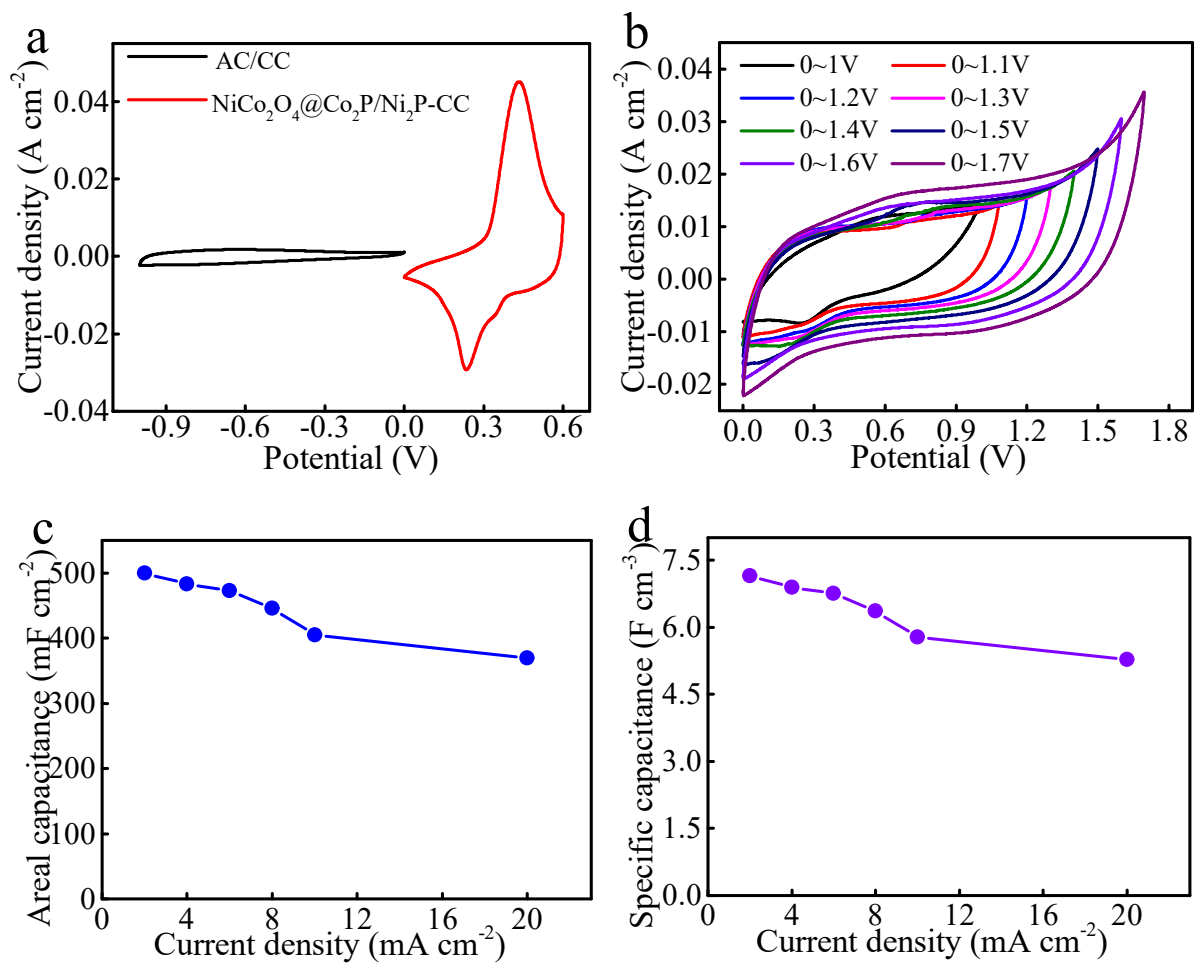 a
AC/CC
NiCo₂O₄@Co₂P/Ni₂P-CC
0.04
0.02
0.00
-0.02
-0.04
-0.9 -0.6 -0.3 0.0 0.3 0.6
Current density (A cm⁻²)
Potential (V)
b
0~1V 0~1.1V
0~1.2V 0~1.3V
0~1.4V 0~1.5V
0~1.6V 0~1.7V
0.04
0.03
0.02
0.01
0.00
-0.01
-0.02
0.0 0.3 0.6 0.9 1.2 1.5 1.8
Current density (A cm⁻²)
Potential (V)
c
500
400
300
200
100
0
0 4 8 12 16 20
Areal capacitance (mF cm⁻²)
Current density (mA cm⁻²)
d
7.5
6.0
4.5
3.0
1.5
0.0
0 4 8 12 16 20
Specific capacitance (F cm⁻³)
Current density (mA cm⁻²)